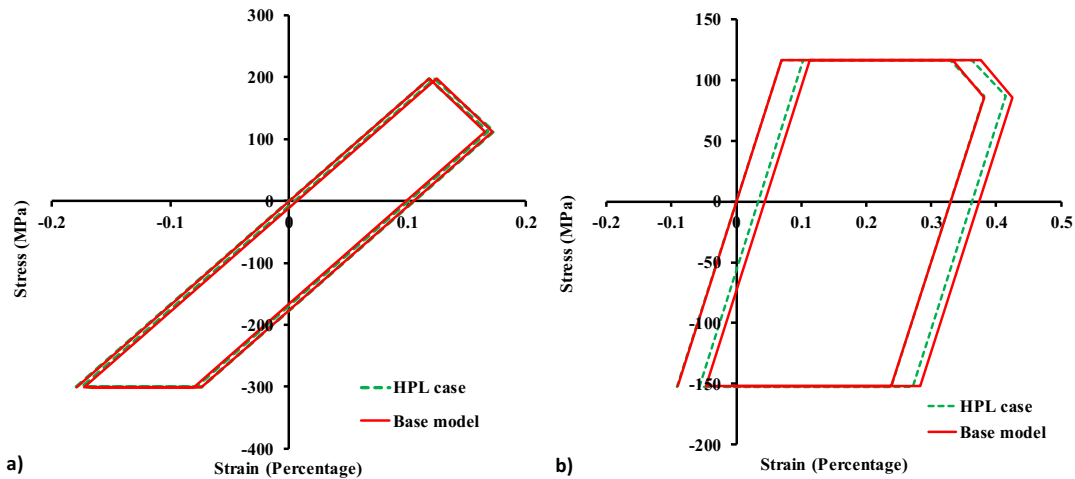 300
200
100
0
-100
-200
-300
-400
-0.2 -0.1 0 0.1 0.2
Stress (MPa)
Strain (Percentage)
HPL case
Base model
a)
150
100
50
0
-50
-100
-150
-200
-0.1 0 0.1 0.2 0.3 0.4 0.5
Stress (MPa)
Strain (Percentage)
HPL case
Base model
b)